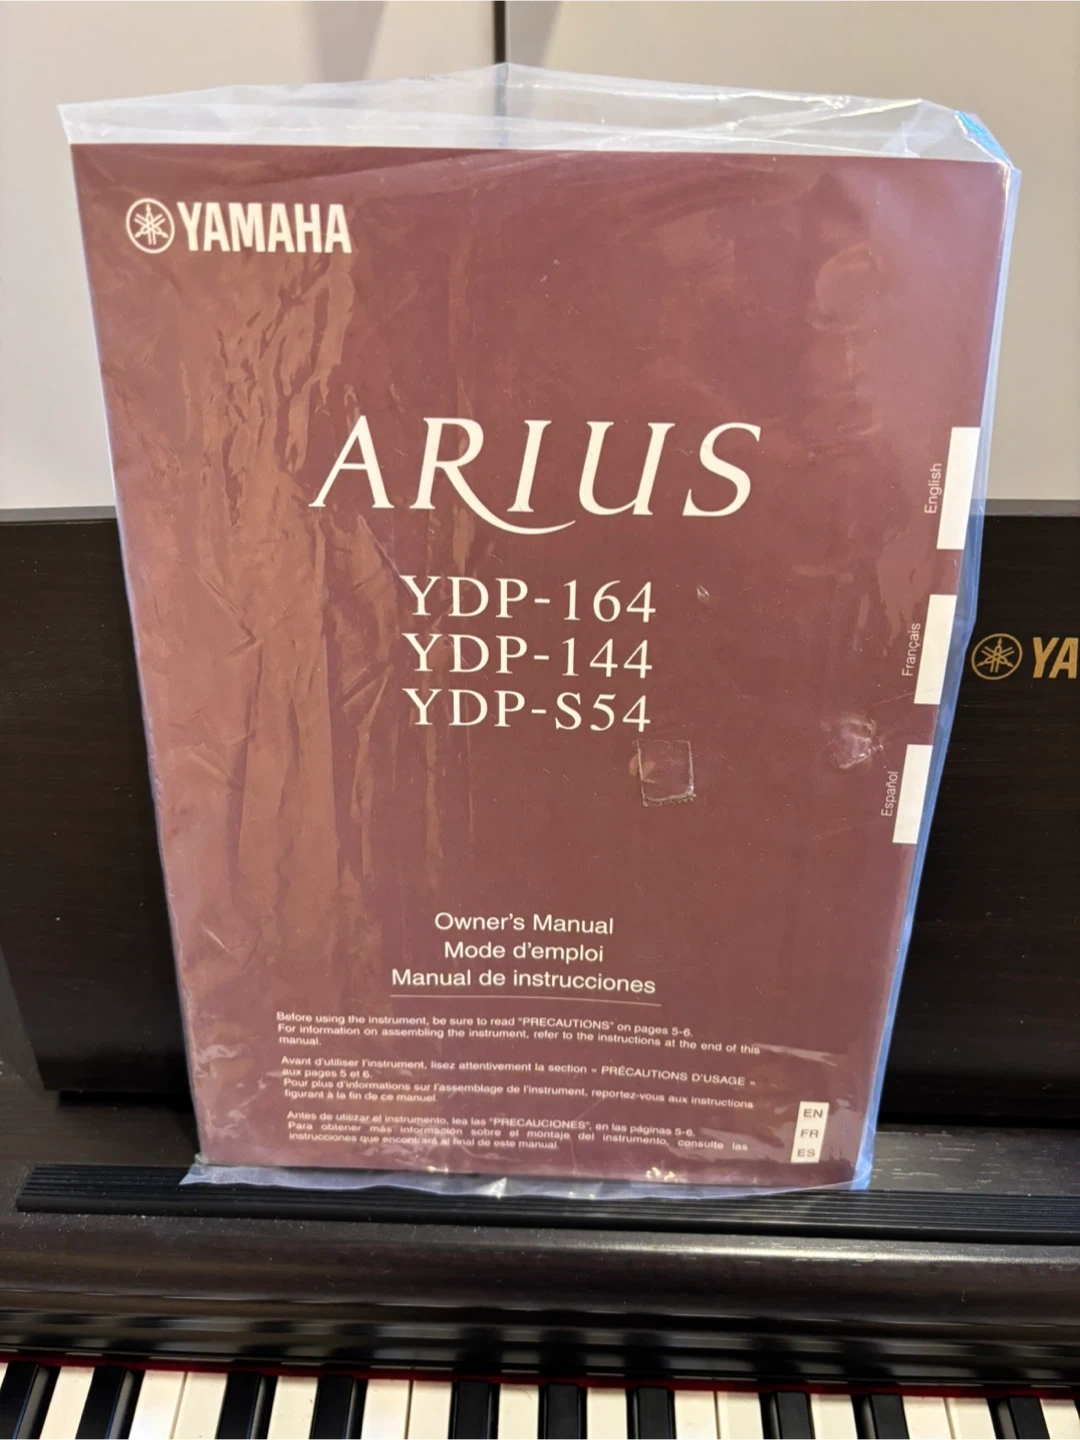 YAMAHA
ARIUS
YDP-164
YDP-144
YDP-S54
English
Français
YA
Español
Owner's Manual
Mode d'emploi
Manual de instrucciones
Before using the instrument, be sure to read "PRECAUTIONS" on pages 5-6.
For information on assembling the instrument, refer to the instructions at the end of this
manual.
Avant d'utiliser l'instrument, lisez attentivement la section « PRÉCAUTIONS D'USAGE »
aux pages 5 et 6.
Pour plus d'informations sur l'assemblage de l'instrument, reportez-vous aux instructions
figurant à la fin de ce manuel.
Antes de utilizar el instrumento, lea las "PRECAUCIONES", en las páginas 5-6.
Para obtener más información sobre el montaje del instrumento, consulte las
instrucciones que encontrará al final de este manual.
EN
FR
ES